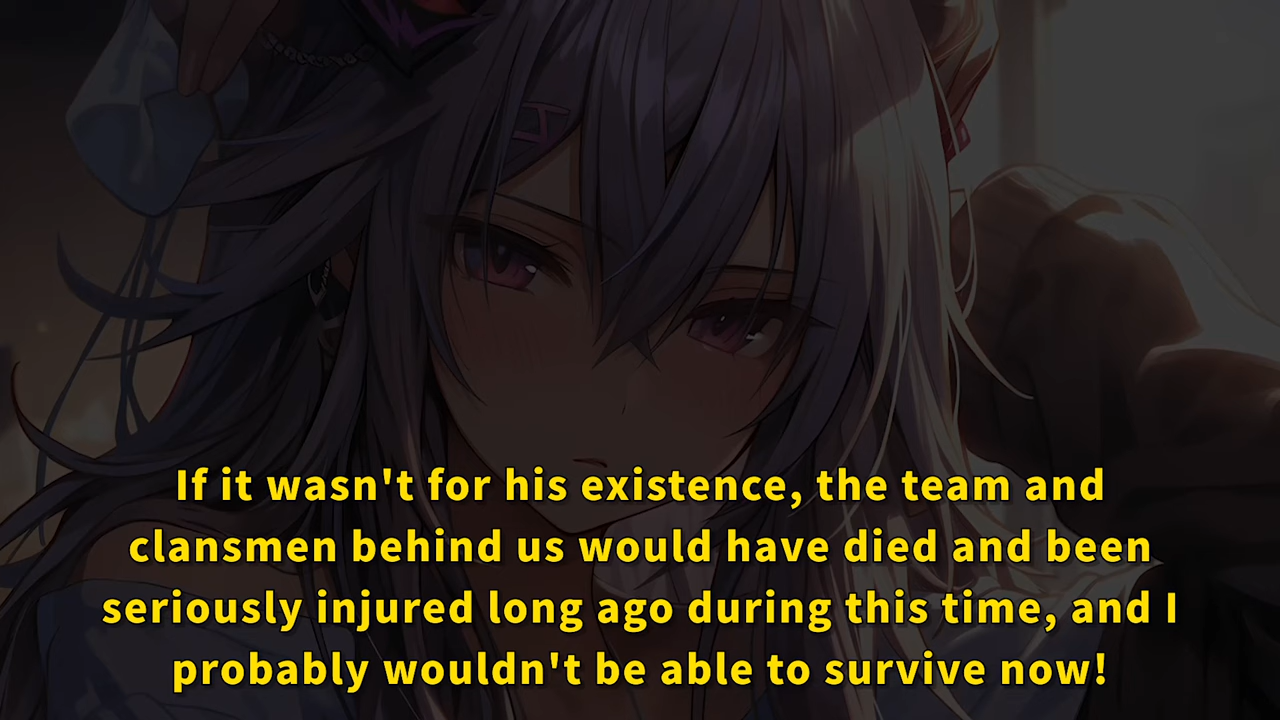 If it wasn't for his existence, the team and
clansmen behind us would have died and been
seriously injured long ago during this time, and I
probably wouldn't be able to survive now!